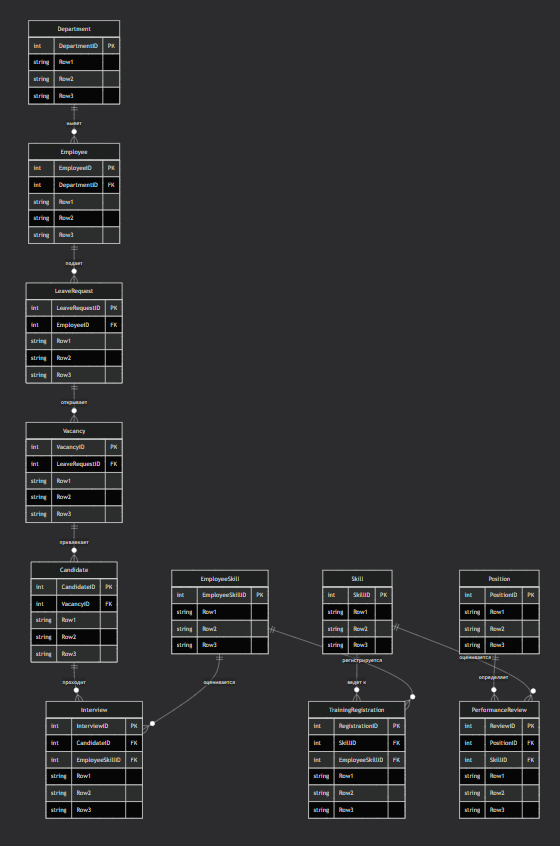 Department
int DepartmentID PK
string Row1
string Row2
string Row3
имеет
Employee
int EmployeeID PK
int DepartmentID FK
string Row1
string Row2
string Row3
подает
LeaveRequest
int LeaveRequestID PK
int EmployeeID FK
string Row1
string Row2
string Row3
открывает
Vacancy
int VacancyID PK
int LeaveRequestID FK
string Row1
string Row2
string Row3
привлекает
Candidate
int CandidateID PK
int VacancyID FK
string Row1
string Row2
string Row3
EmployeeSkill
int EmployeeSkillID PK
string Row1
string Row2
string Row3
Skill
int SkillID PK
string Row1
string Row2
string Row3
Position
int PositionID PK
string Row1
string Row2
string Row3
проходит
оценивается
регистрируется
ведет к
оценивается
определяет
Interview
int InterviewID PK
int CandidateID FK
int EmployeeSkillID FK
string Row1
string Row2
string Row3
TrainingRegistration
int RegistrationID PK
int SkillID FK
int EmployeeSkillID FK
string Row1
string Row2
string Row3
PerformanceReview
int ReviewID PK
int PositionID FK
int SkillID FK
string Row1
string Row2
string Row3